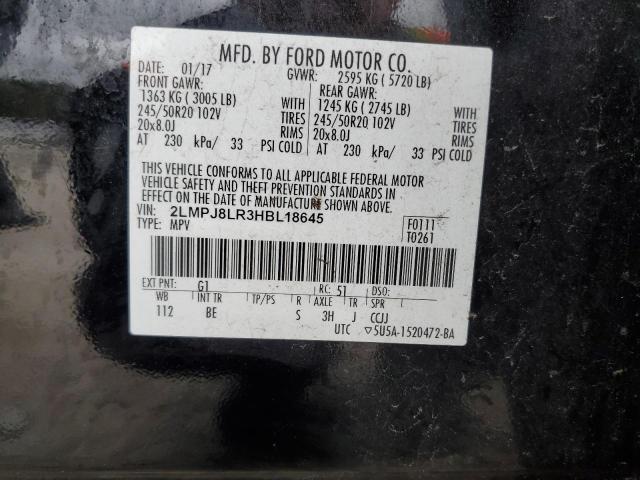 MFD. BY FORD MOTOR CO.
DATE: 01/17 GVWR: 2595 KG (5720 LB)
FRONT GAWR: REAR GAWR:
1363 KG (3005 LB) WITH 1245 KG (2745 LB) WITH
245/50R20 102V TIRES 245/50R20 102V TIRES
20x8.0J RIMS 20x8.0J RIMS
AT 230 kPa/ 33 PSI COLD AT 230 kPa/ 33 PSI COLD
THIS VEHICLE CONFORMS TO ALL APPLICABLE FEDERAL MOTOR
VEHICLE SAFETY AND THEFT PREVENTION STANDARDS IN
EFFECT ON THE DATE OF MANUFACTURE SHOWN ABOVE.
VIN: 2LMPJ8LR3HBL18645 F0111
TYPE: MPV T0261
EXT PNT: G1 RC: 51 DSO:
WB INT TR TP/PS R AXLE TR SPR
112 BE S 3H J CCJJ
UTC ▽5U5A-1520472-BA